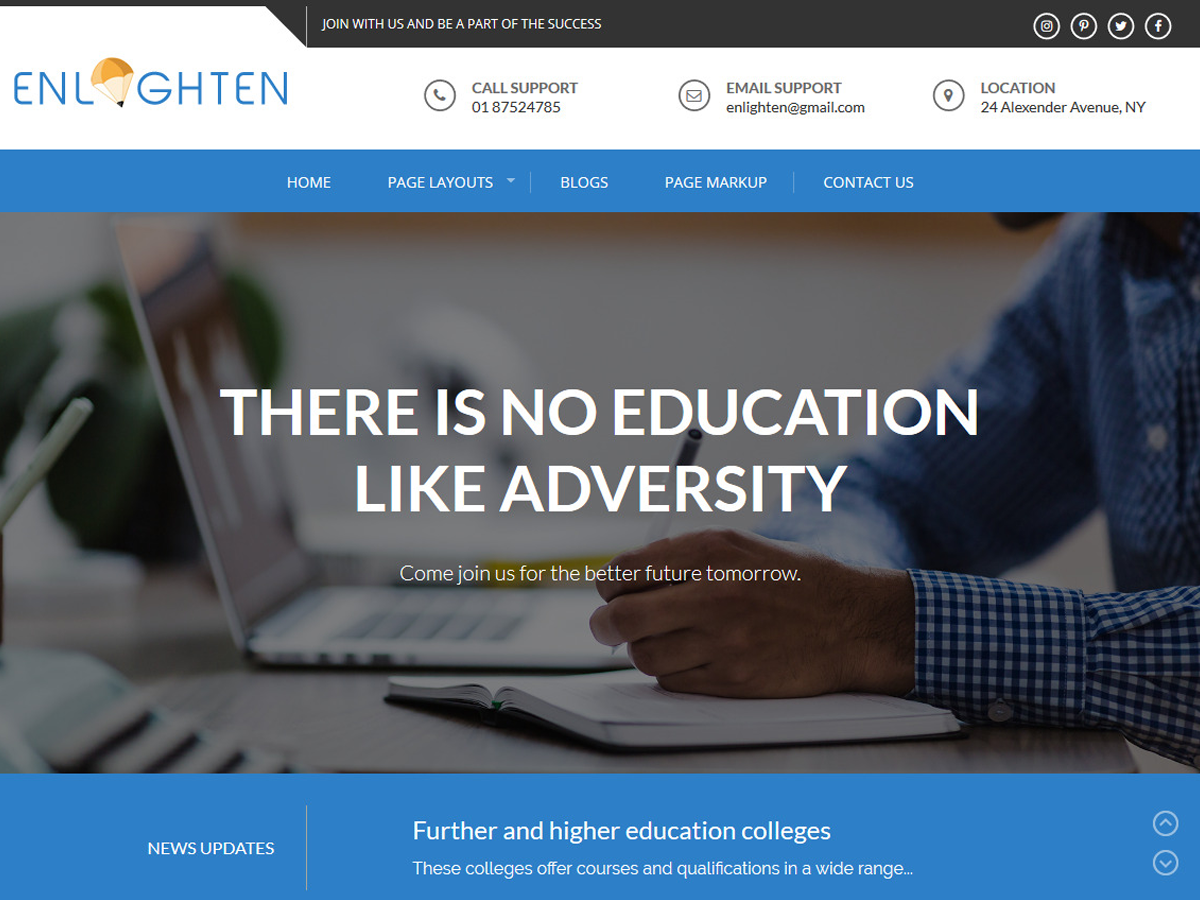 JOIN WITH US AND BE A PART OF THE SUCCESS
ENLIGHTEN
CALL SUPPORT
01 87524785
EMAIL SUPPORT
enlighten@gmail.com
LOCATION
24 Alexender Avenue, NY
HOME
PAGE LAYOUTS
BLOGS
PAGE MARKUP
CONTACT US
THERE IS NO EDUCATION
LIKE ADVERSITY
Come join us for the better future tomorrow.
NEWS UPDATES
Further and higher education colleges
These colleges offer courses and qualifications in a wide range...